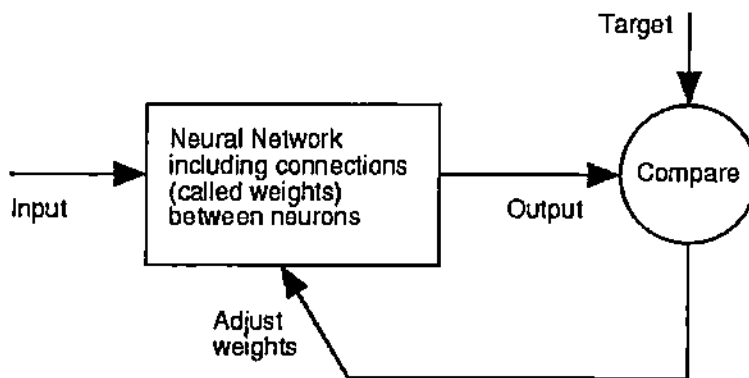 Target
Neural Network
including connections
(called weights)
between neurons
Compare
Input
Output
Adjust
weights